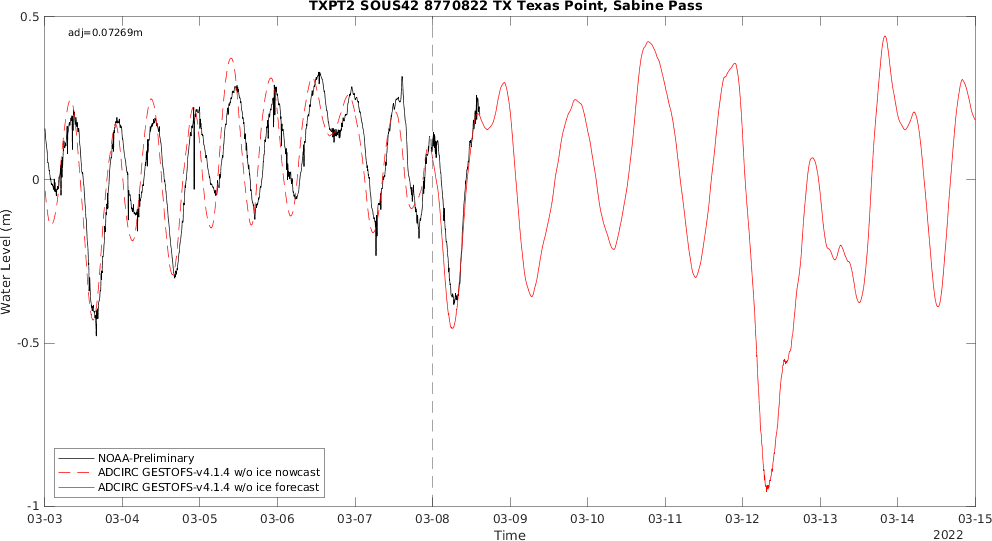 TXPT2 SOUS42 8770822 TX Texas Point, Sabine Pass
adj=0.07269m
0.5
0
-0.5
-1
Water Level (m)
NOAA-Preliminary
ADCIRC GESTOFS-v4.1.4 w/o ice nowcast
ADCIRC GESTOFS-v4.1.4 w/o ice forecast
03-03 03-04 03-05 03-06 03-07 03-08 03-09 03-10 03-11 03-12 03-13 03-14 03-15
Time
2022